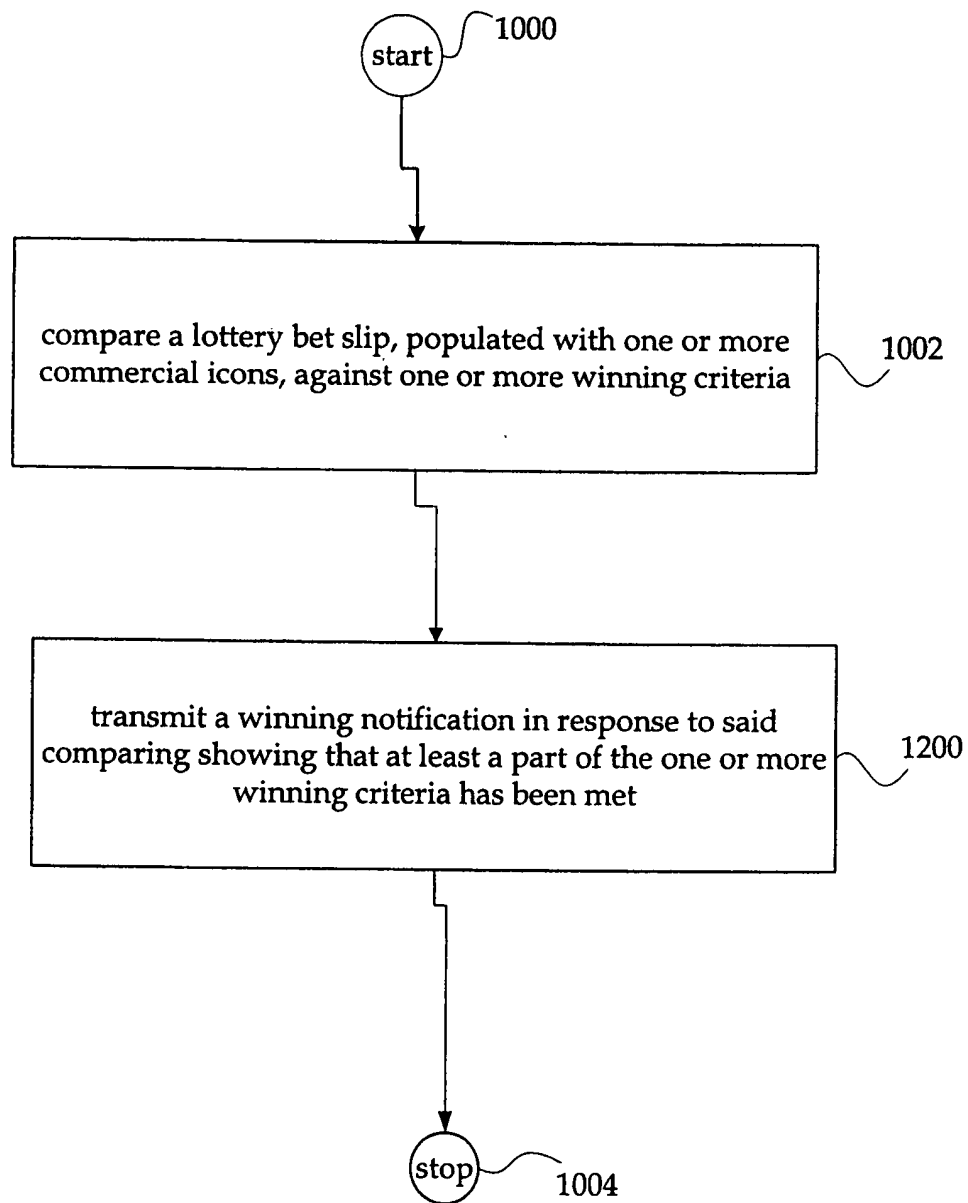 1000
start
compare a lottery bet slip, populated with one or more
commercial icons, against one or more winning criteria
1002
transmit a winning notification in response to said
comparing showing that at least a part of the one or more
winning criteria has been met
1200
stop
1004